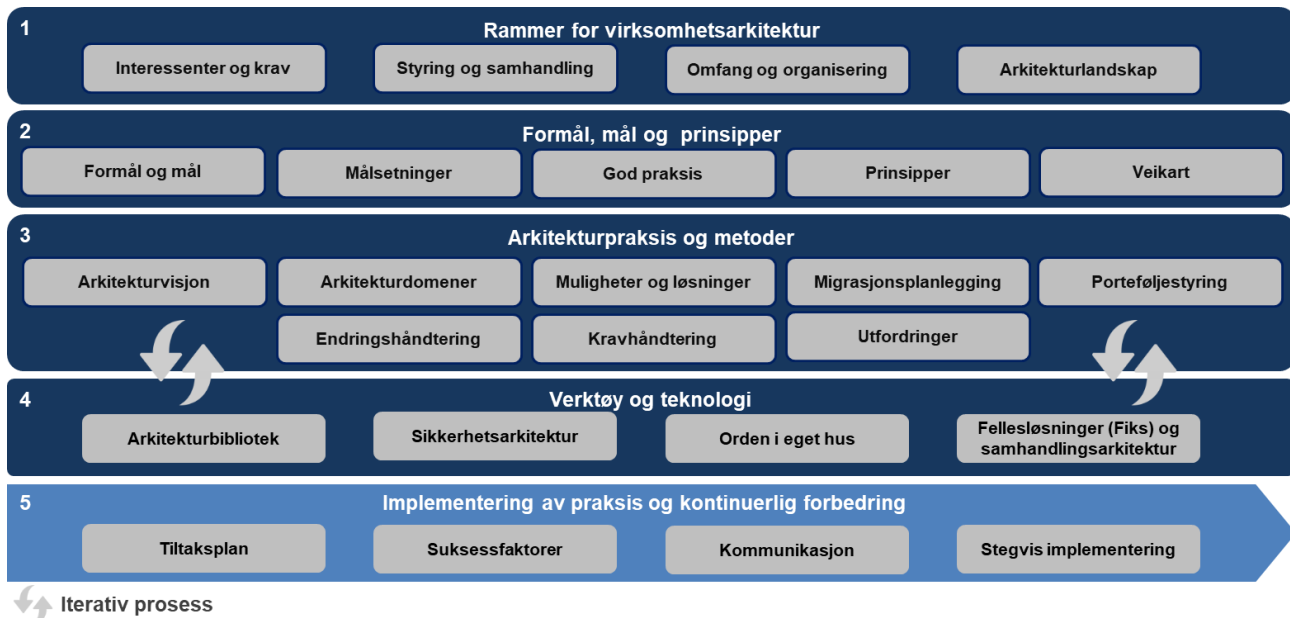 1
Rammer for virksomhetsarkitektur
Interessenter og krav
Styring og samhandling
Omfang og organisering
Arkitekturlandskap
2
Formål, mål og prinsipper
Formål og mål
Målsetninger
God praksis
Prinsipper
Veikart
3
Arkitekturpraksis og metoder
Arkitekturvisjon
Arkitekturdomener
Muligheter og løsninger
Migrasjonsplanlegging
Porteføljestyring
Endringshåndtering
Kravhåndtering
Utfordringer
4
Verktøy og teknologi
Arkitekturbibliotek
Sikkerhetsarkitektur
Orden i eget hus
Fellesløsninger (Fiks) og
samhandlingsarkitektur
5
Implementering av praksis og kontinuerlig forbedring
Tiltaksplan
Suksessfaktorer
Kommunikasjon
Stegvis implementering
Iterativ prosess